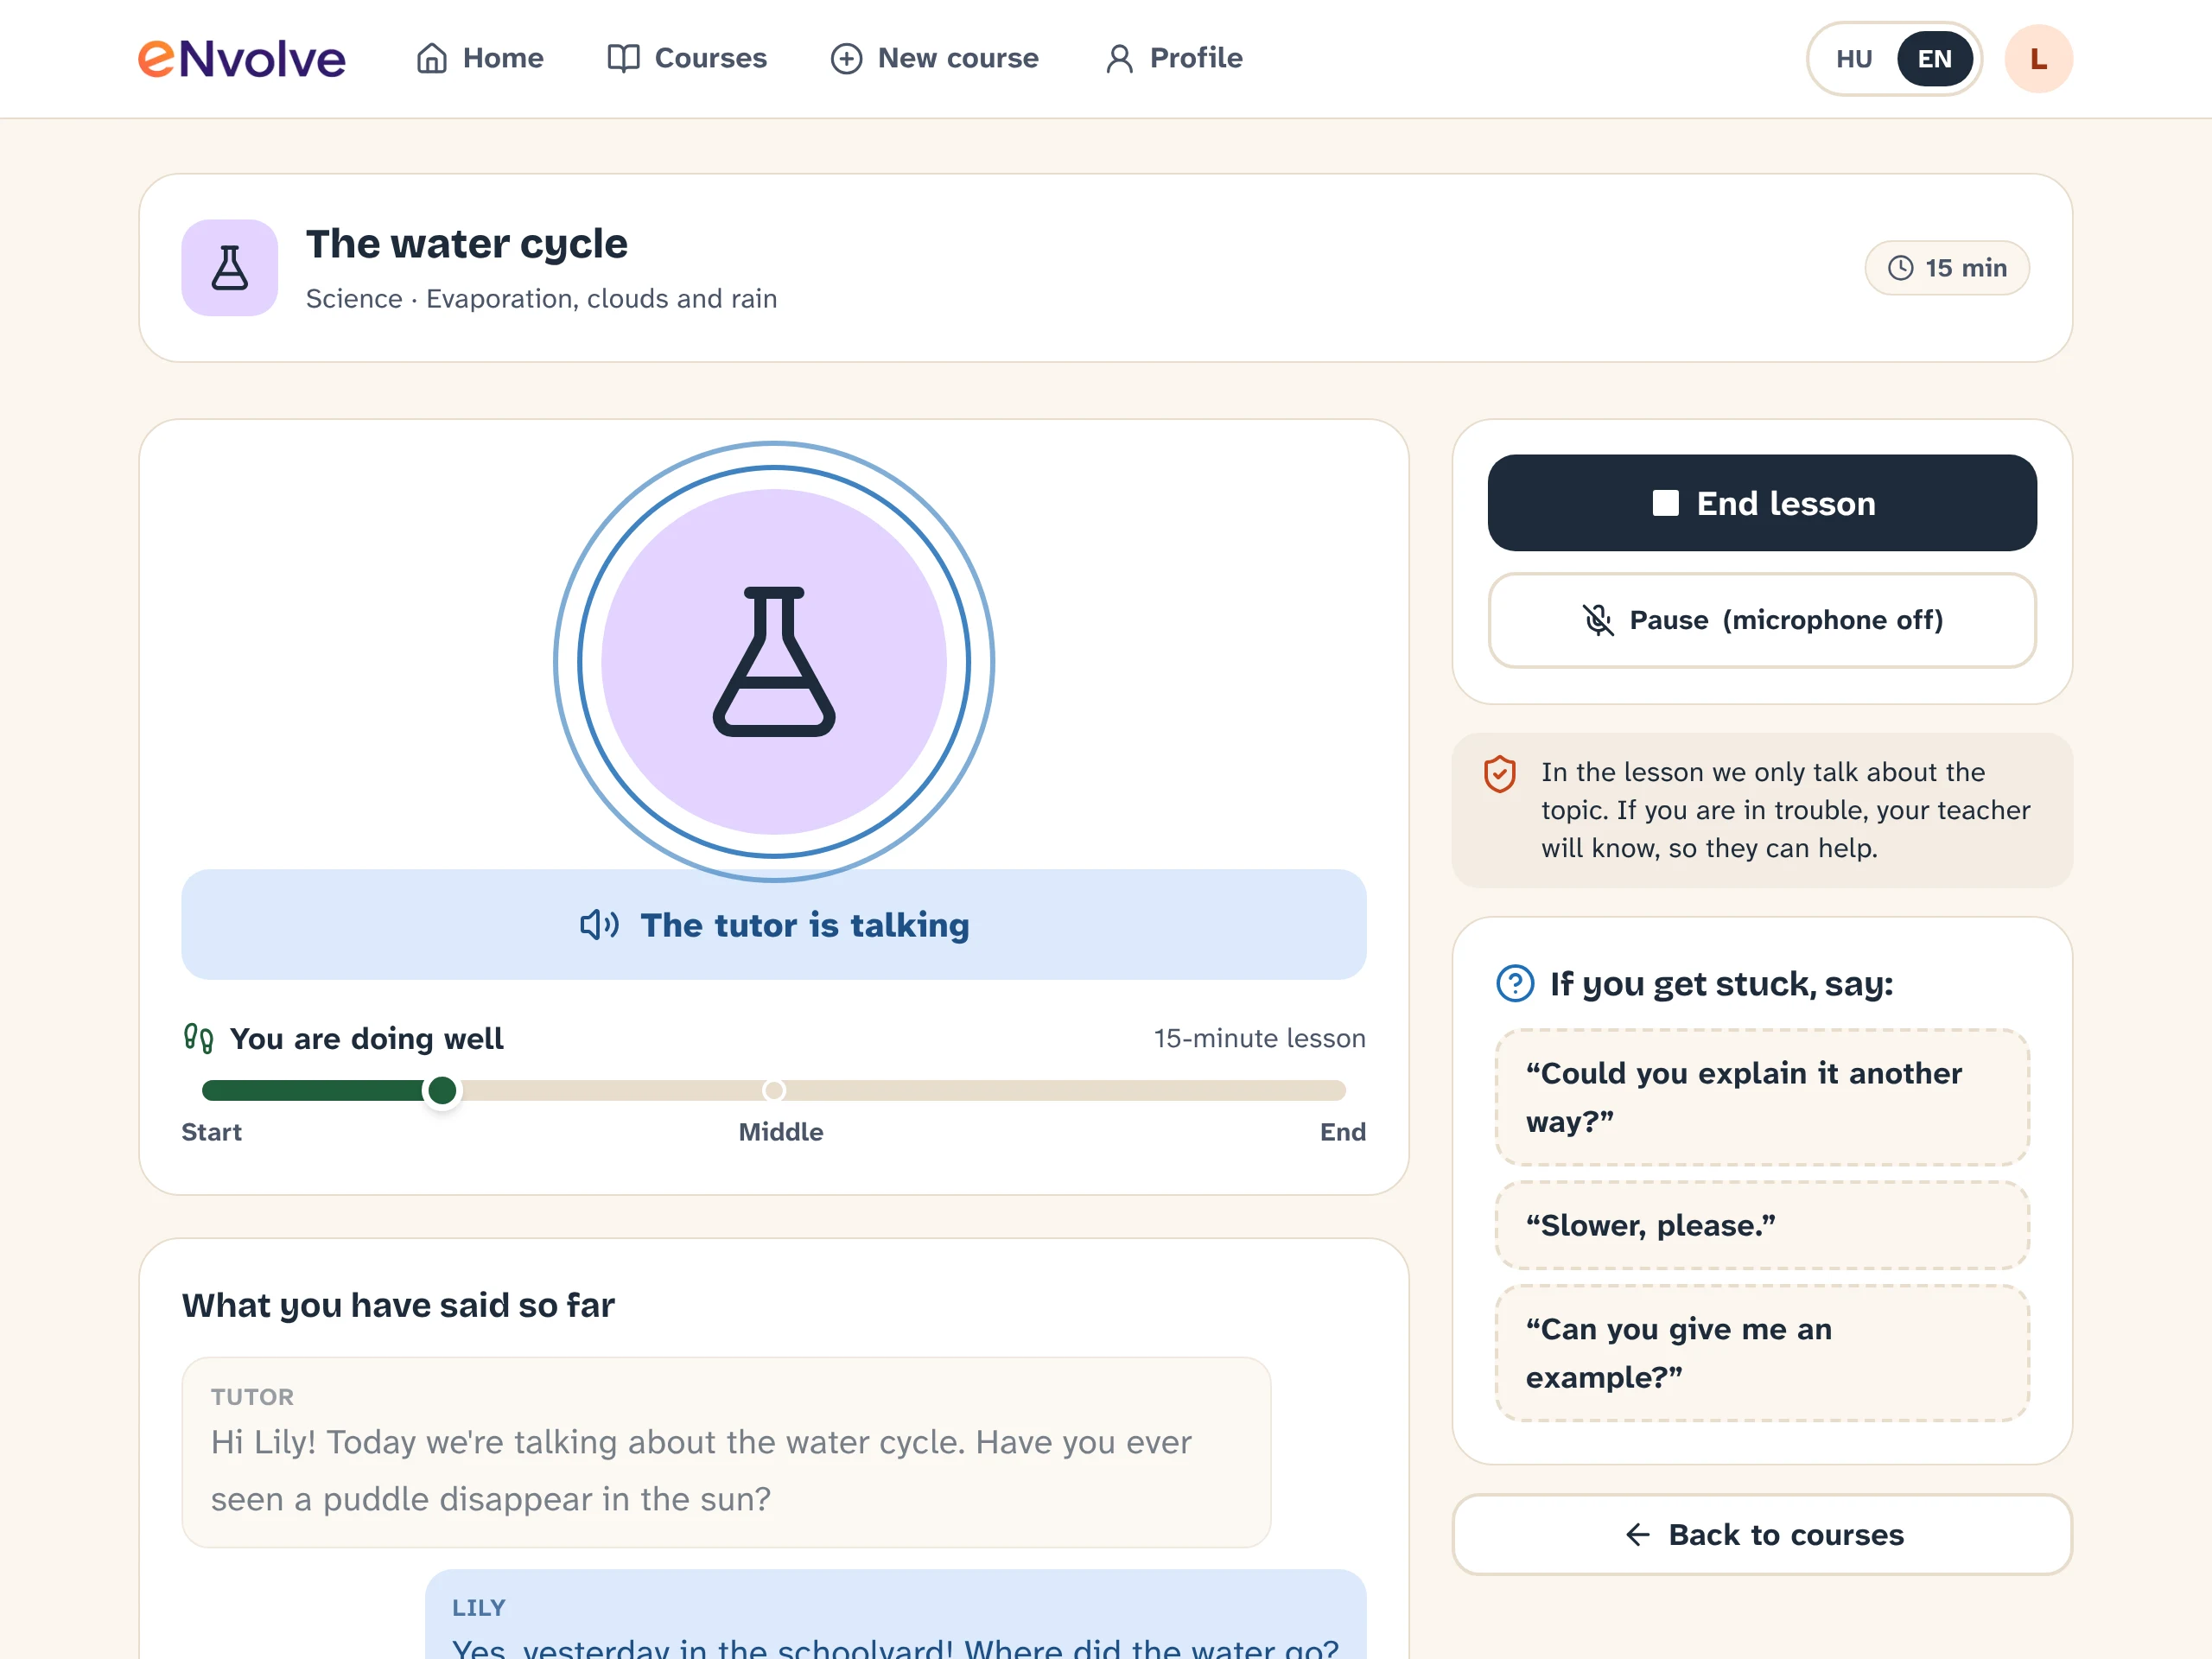 eNvolve
Home
Courses
New course
Profile
HU
EN
L
The water cycle
Science · Evaporation, clouds and rain
15 min
The tutor is talking
You are doing well
15-minute lesson
Start
Middle
End
What you have said so far
TUTOR
Hi Lily! Today we're talking about the water cycle. Have you ever
seen a puddle disappear in the sun?
LILY
Yes, yesterday in the schoolyard! Where did the water go?
End lesson
Pause (microphone off)
In the lesson we only talk about the
topic. If you are in trouble, your teacher
will know, so they can help.
If you get stuck, say:
“Could you explain it another
way?”
“Slower, please.”
“Can you give me an
example?”
Back to courses